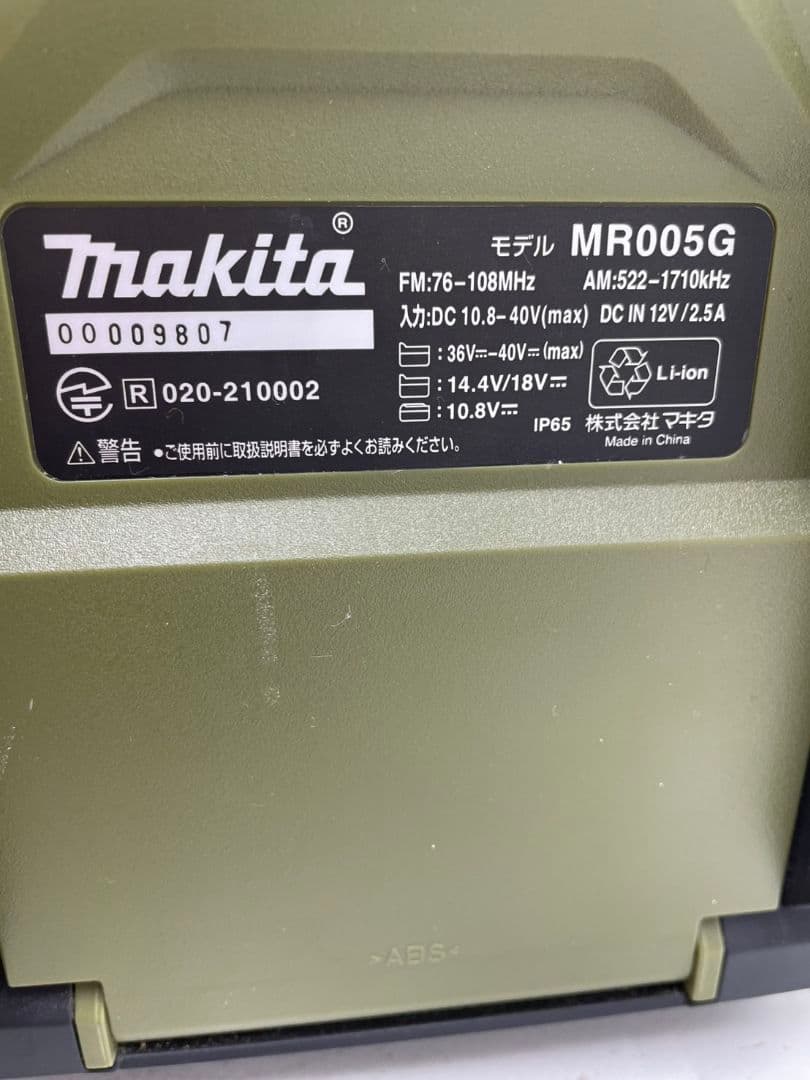 makita®
モデル MR005G
FM:76-108MHz AM:522-1710kHz
入力:DC 10.8-40V(max) DC IN 12V/2.5A
00009807
:36V⎓-40V⎓(max)
:14.4V/18V⎓
:10.8V⎓
Li-ion
R 020-210002
IP65 株式会社マキタ
Made in China
⚠警告 •ご使用前に取扱説明書を必ずよくお読みください。
>ABS<